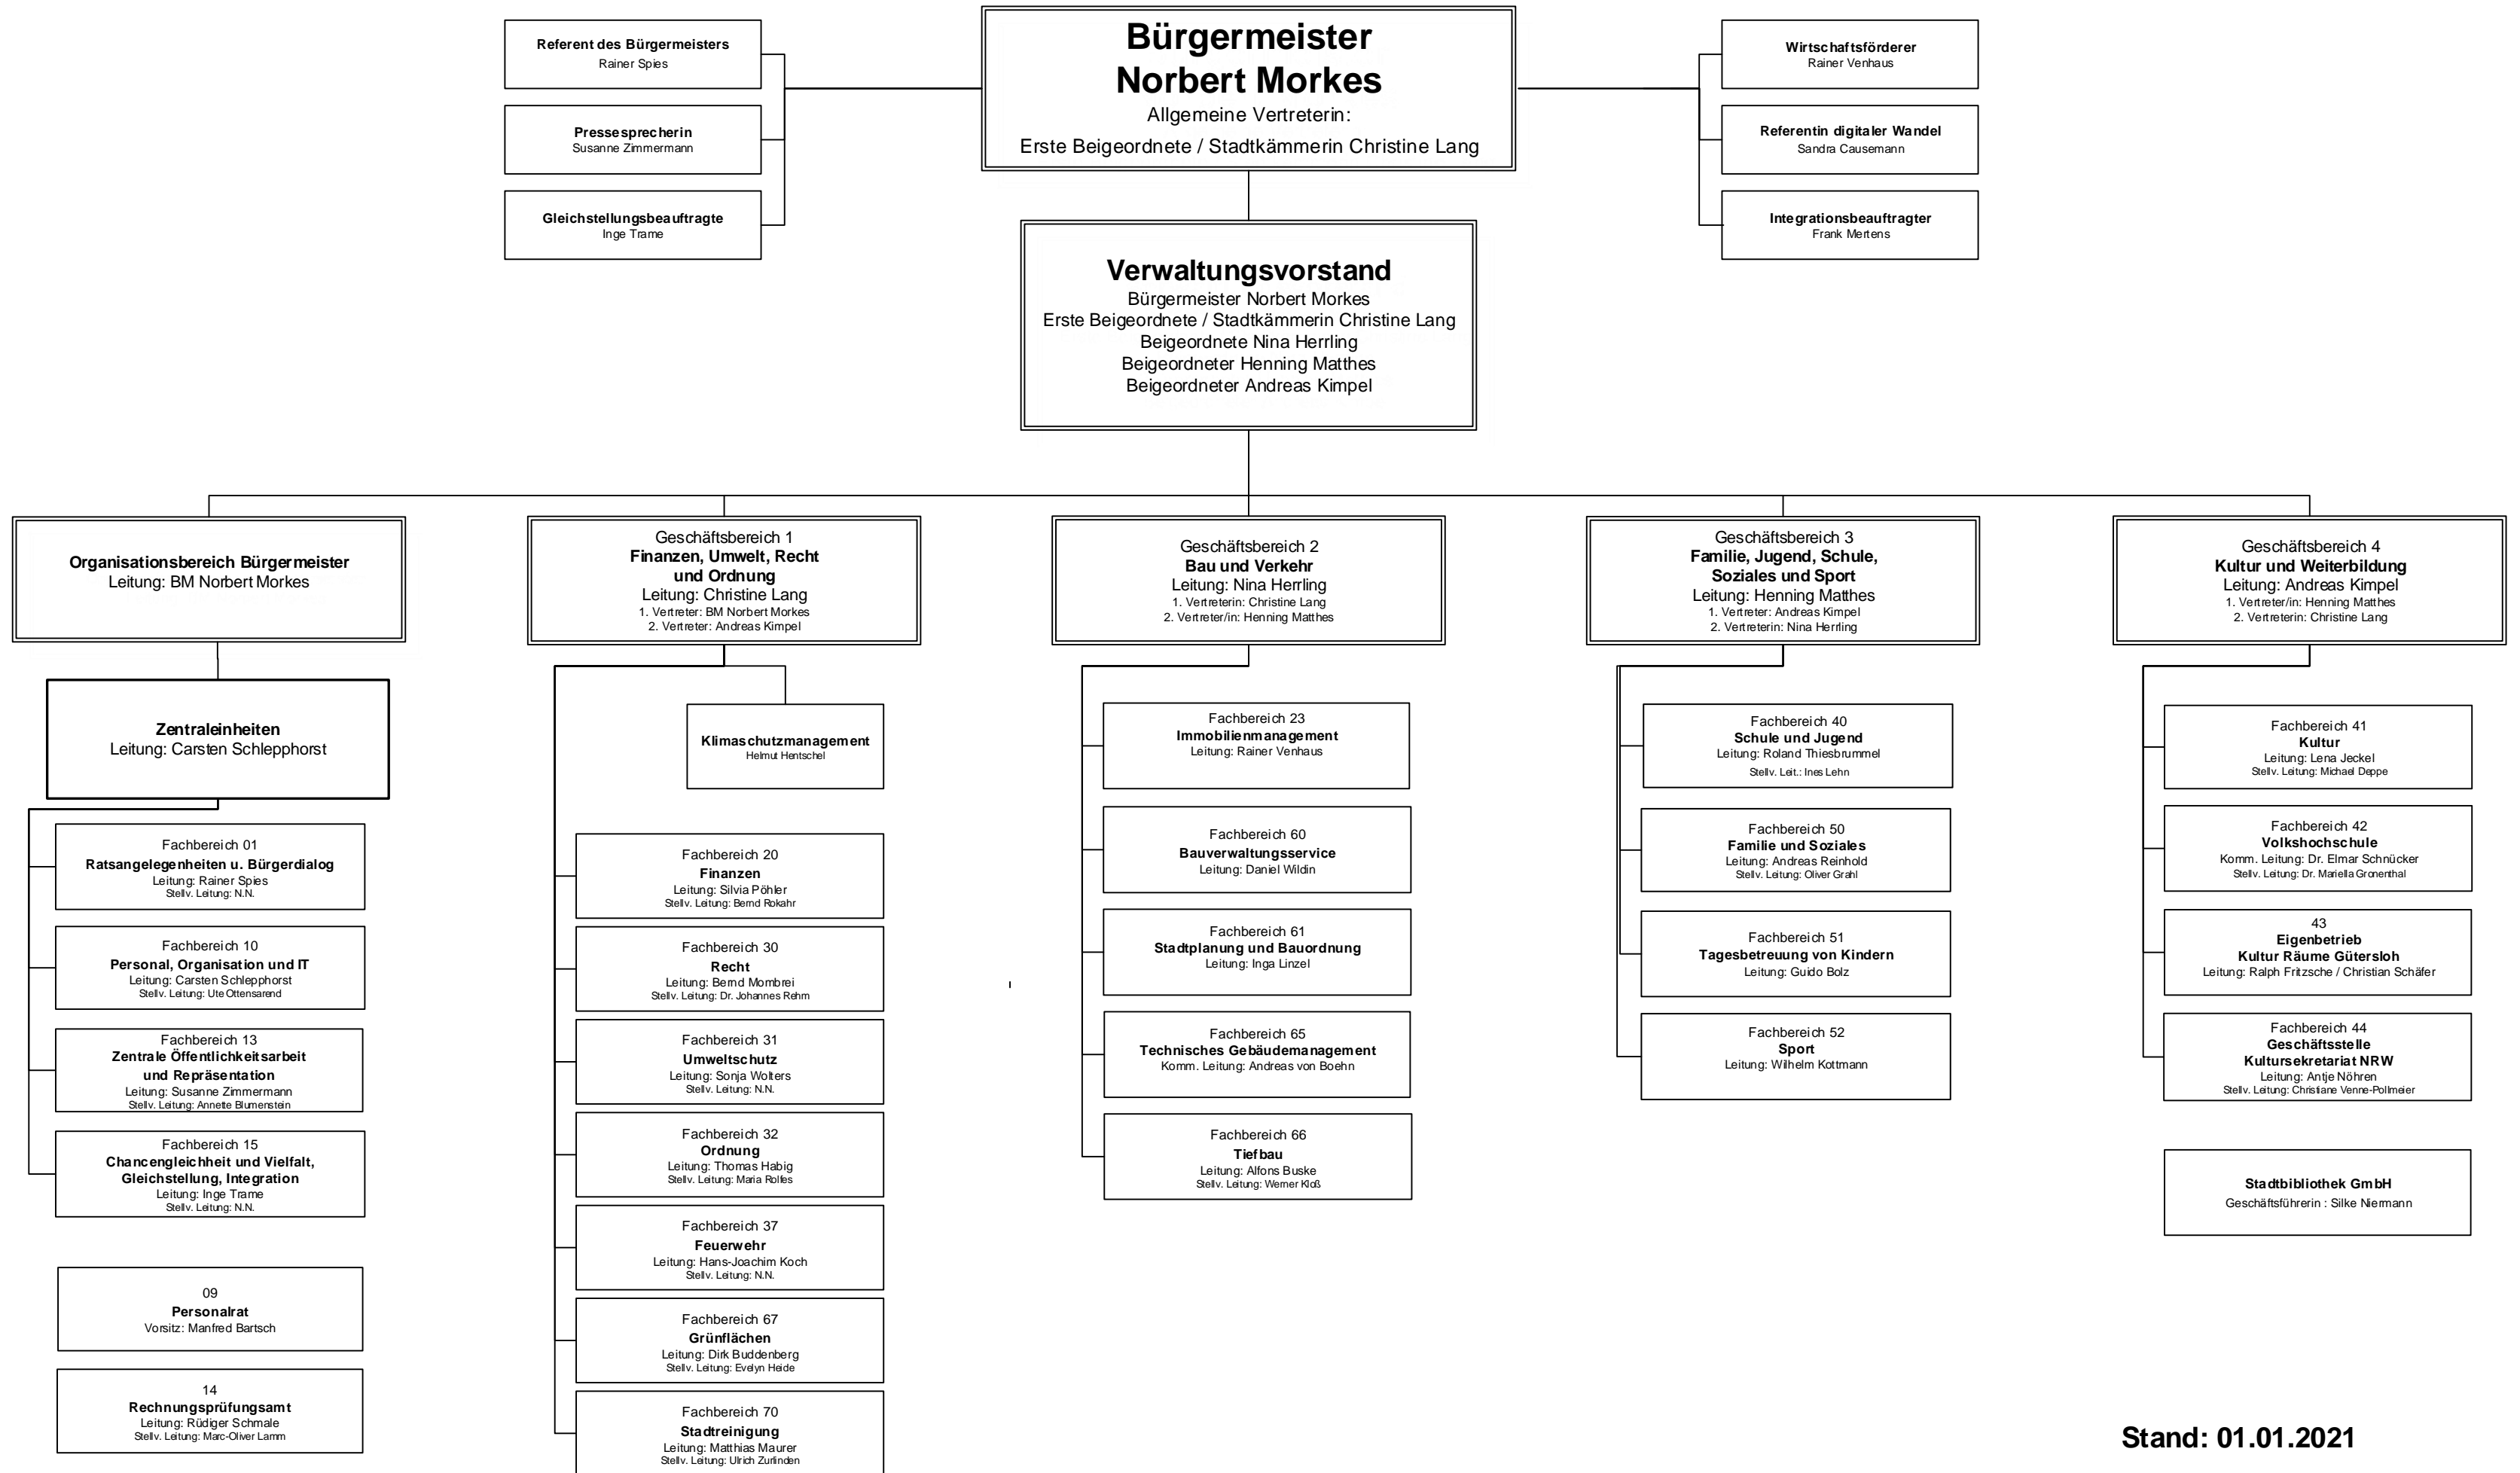 Referent des Bürgermeisters
Rainer Spies
Pressesprecherin
Susanne Zimmermann
Gleichstellungsbeauftragte
Inge Trame
Bürgermeister
Norbert Morkes
Allgemeine Vertreterin:
Erste Beigeordnete / Stadtkämmerin Christine Lang
Wirtschaftsförderer
Rainer Venhaus
Referentin digitaler Wandel
Sandra Causemann
Integrationsbeauftragter
Frank Mertens
Verwaltungsvorstand
Bürgermeister Norbert Morkes
Erste Beigeordnete / Stadtkämmerin Christine Lang
Beigeordnete Nina Herrling
Beigeordneter Henning Matthes
Beigeordneter Andreas Kimpel
Organisationsbereich Bürgermeister
Leitung: BM Norbert Morkes
Zentraleinheiten
Leitung: Carsten Schlepphorst
Fachbereich 01
Ratsangelegenheiten u. Bürgerdialog
Leitung: Rainer Spies
Stellv. Leitung: N.N.
Fachbereich 10
Personal, Organisation und IT
Leitung: Carsten Schlepphorst
Stellv. Leitung: Ute Ottensarend
Fachbereich 13
Zentrale Öffentlichkeitsarbeit
und Repräsentation
Leitung: Susanne Zimmermann
Stellv. Leitung: Annette Blumenstein
Fachbereich 15
Chancengleichheit und Vielfalt,
Gleichstellung, Integration
Leitung: Inge Trame
Stellv. Leitung: N.N.
09
Personalrat
Vorsitz: Manfred Bartsch
14
Rechnungsprüfungsamt
Leitung: Rüdiger Schmale
Stellv. Leitung: Marc-Oliver Lamm
Geschäftsbereich 1
Finanzen, Umwelt, Recht
und Ordnung
Leitung: Christine Lang
1. Vertreter: BM Norbert Morkes
2. Vertreter: Andreas Kimpel
Klimaschutzmanagement
Helmut Hentschel
Fachbereich 20
Finanzen
Leitung: Silvia Pöhler
Stellv. Leitung: Bernd Rokahr
Fachbereich 30
Recht
Leitung: Bernd Mombrei
Stellv. Leitung: Dr. Johannes Rehm
Fachbereich 31
Umweltschutz
Leitung: Sonja Wolters
Stellv. Leitung: N.N.
Fachbereich 32
Ordnung
Leitung: Thomas Habig
Stellv. Leitung: Maria Rolfes
Fachbereich 37
Feuerwehr
Leitung: Hans-Joachim Koch
Stellv. Leitung: N.N.
Fachbereich 67
Grünflächen
Leitung: Dirk Buddenberg
Stellv. Leitung: Evelyn Heide
Fachbereich 70
Stadtreinigung
Leitung: Matthias Maurer
Stellv. Leitung: Ulrich Zurlinden
Geschäftsbereich 2
Bau und Verkehr
Leitung: Nina Herrling
1. Vertreterin: Christine Lang
2. Vertreter/in: Henning Matthes
Fachbereich 23
Immobilienmanagement
Leitung: Rainer Venhaus
Fachbereich 60
Bauverwaltungsservice
Leitung: Daniel Wildin
Fachbereich 61
Stadtplanung und Bauordnung
Leitung: Inga Linzel
Fachbereich 65
Technisches Gebäudemanagement
Komm. Leitung: Andreas von Boehn
Fachbereich 66
Tiefbau
Leitung: Alfons Buske
Stellv. Leitung: Werner Kloß
Geschäftsbereich 3
Familie, Jugend, Schule,
Soziales und Sport
Leitung: Henning Matthes
1. Vertreter: Andreas Kimpel
2. Vertreterin: Nina Herrling
Fachbereich 40
Schule und Jugend
Leitung: Roland Thiesbrummel
Stellv. Leit.: Ines Lehn
Fachbereich 50
Familie und Soziales
Leitung: Andreas Reinhold
Stellv. Leitung: Oliver Grahl
Fachbereich 51
Tagesbetreuung von Kindern
Leitung: Guido Bolz
Fachbereich 52
Sport
Leitung: Wilhelm Kottmann
Geschäftsbereich 4
Kultur und Weiterbildung
Leitung: Andreas Kimpel
1. Vertreter/in: Henning Matthes
2. Vertreterin: Christine Lang
Fachbereich 41
Kultur
Leitung: Lena Jeckel
Stellv. Leitung: Michael Deppe
Fachbereich 42
Volkshochschule
Komm. Leitung: Dr. Elmar Schnücker
Stellv. Leitung: Dr. Mariella Gronenthal
43
Eigenbetrieb
Kultur Räume Gütersloh
Leitung: Ralph Fritzsche / Christian Schäfer
Fachbereich 44
Geschäftsstelle
Kultursekretariat NRW
Leitung: Antje Nöhren
Stellv. Leitung: Christiane Venne-Pollmeier
Stadtbibliothek GmbH
Geschäftsführerin : Silke Niermann
Stand: 01.01.2021